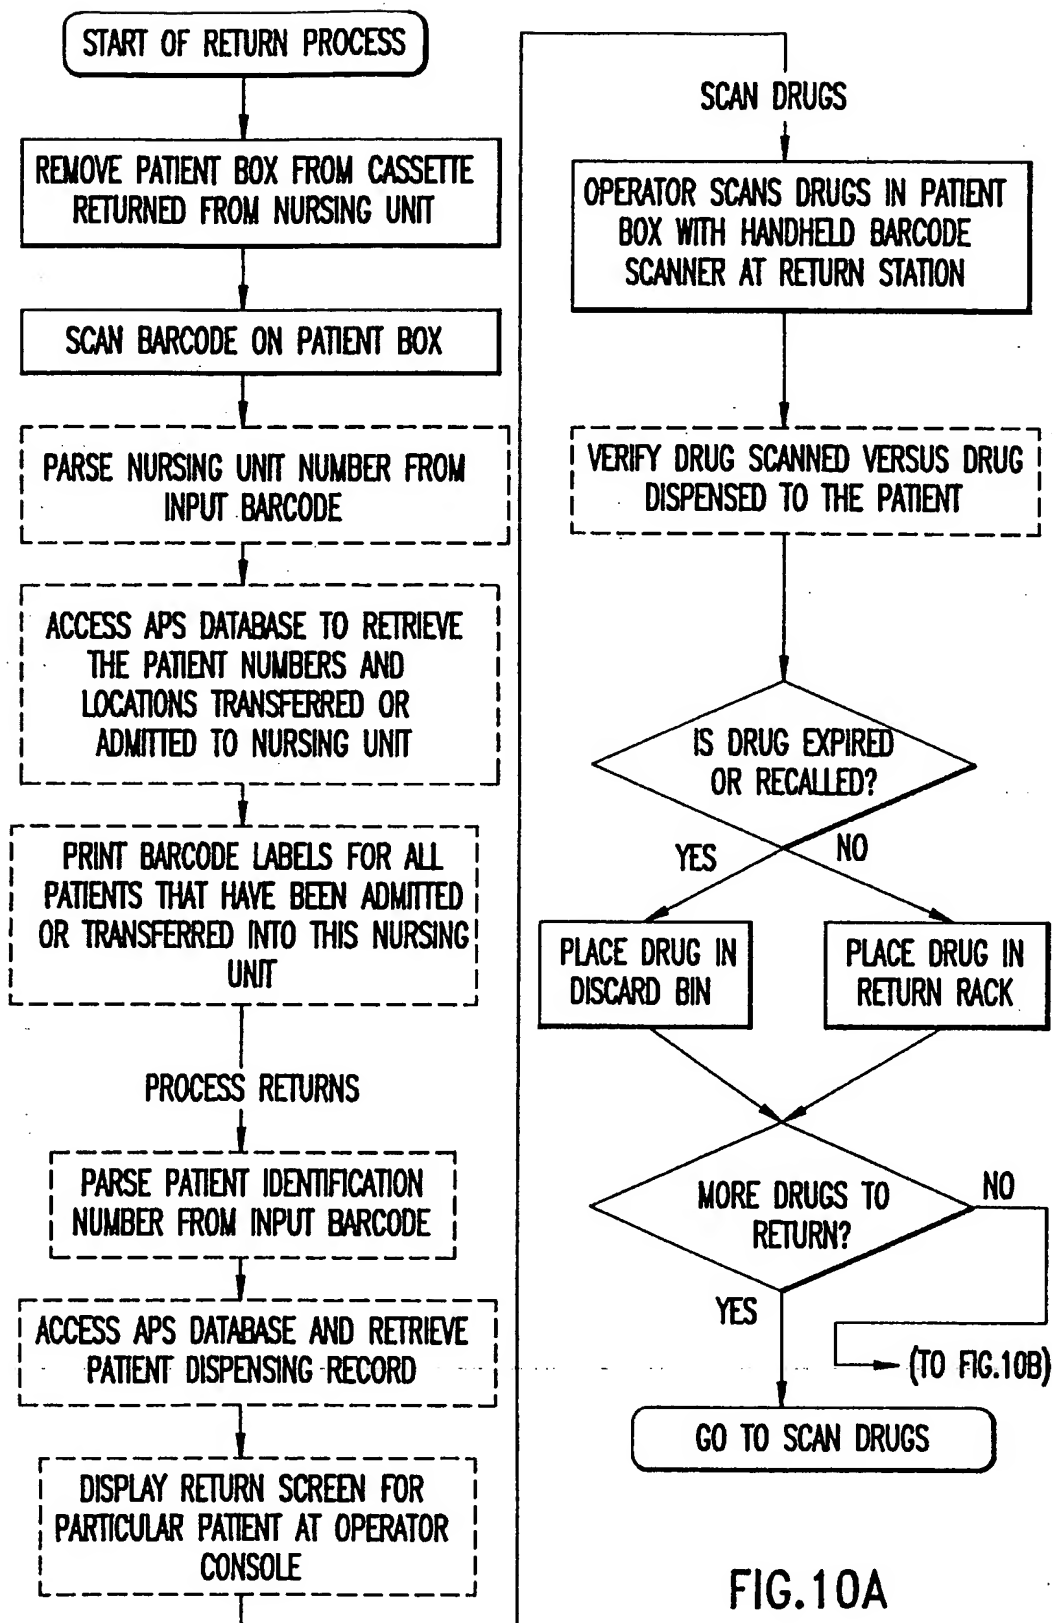 START OF RETURN PROCESS
REMOVE PATIENT BOX FROM CASSETTE
RETURNED FROM NURSING UNIT
SCAN BARCODE ON PATIENT BOX
PARSE NURSING UNIT NUMBER FROM
INPUT BARCODE
ACCESS APS DATABASE TO RETRIEVE
THE PATIENT NUMBERS AND
LOCATIONS TRANSFERRED OR
ADMITTED TO NURSING UNIT
PRINT BARCODE LABELS FOR ALL
PATIENTS THAT HAVE BEEN ADMITTED
OR TRANSFERRED INTO THIS NURSING
UNIT
PROCESS RETURNS
PARSE PATIENT IDENTIFICATION
NUMBER FROM INPUT BARCODE
ACCESS APS DATABASE AND RETRIEVE
PATIENT DISPENSING RECORD
DISPLAY RETURN SCREEN FOR
PARTICULAR PATIENT AT OPERATOR
CONSOLE
SCAN DRUGS
OPERATOR SCANS DRUGS IN PATIENT
BOX WITH HANDHELD BARCODE
SCANNER AT RETURN STATION
VERIFY DRUG SCANNED VERSUS DRUG
DISPENSED TO THE PATIENT
IS DRUG EXPIRED
OR RECALLED?
YES
NO
PLACE DRUG IN
DISCARD BIN
PLACE DRUG IN
RETURN RACK
MORE DRUGS TO
RETURN?
NO
YES
(TO FIG.10B)
GO TO SCAN DRUGS
FIG.10A